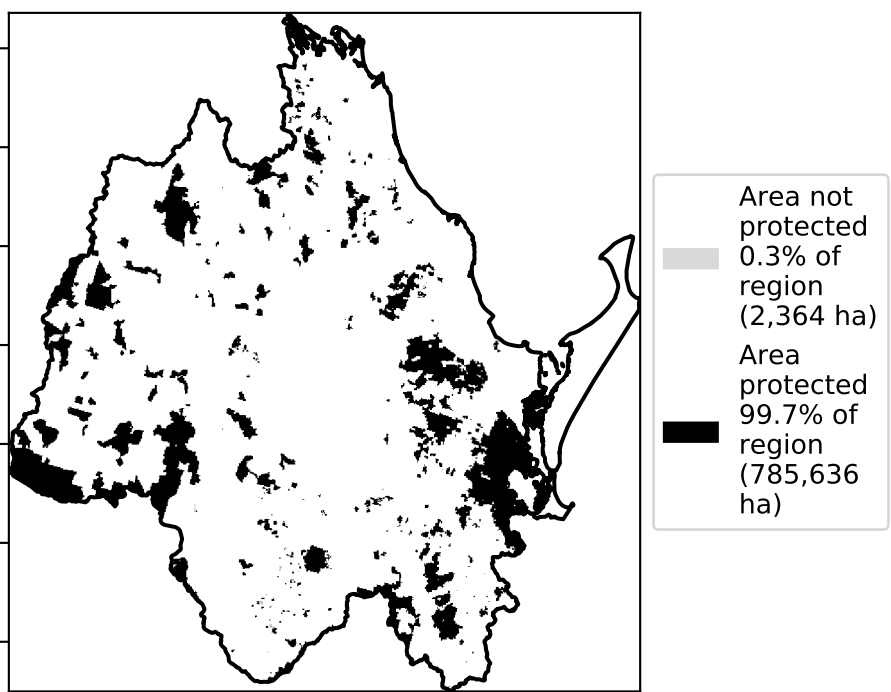 Area not
protected
0.3% of
region
(2,364 ha)
Area
protected
99.7% of
region
(785,636
ha)